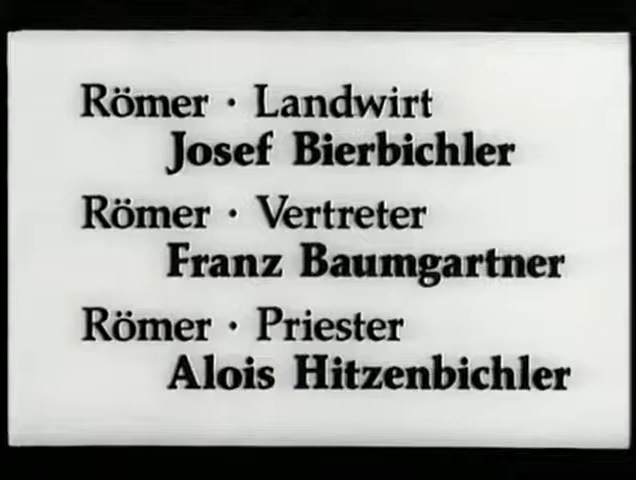 Römer · Landwirt
Josef Bierbichler
Römer · Vertreter
Franz Baumgartner
Römer · Priester
Alois Hitzenbichler